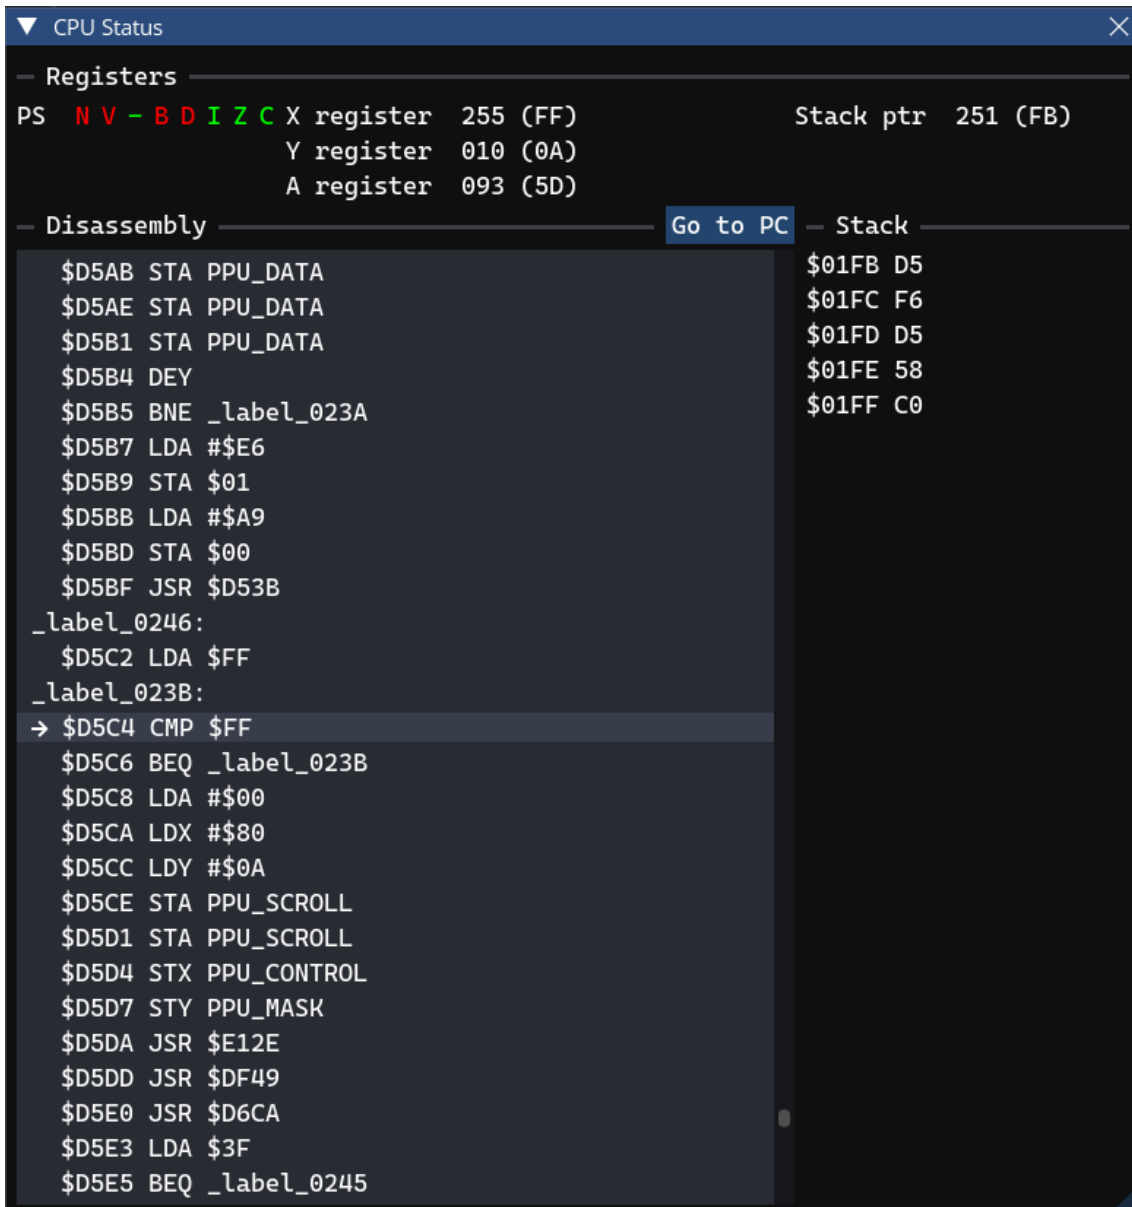 CPU Status
Registers
PS N V - B D I Z C X register 255 (FF) Stack ptr 251 (FB)
Y register 010 (0A)
A register 093 (5D)
Disassembly Go to PC
$D5AB STA PPU_DATA
$D5AE STA PPU_DATA
$D5B1 STA PPU_DATA
$D5B4 DEY
$D5B5 BNE _label_023A
$D5B7 LDA #$E6
$D5B9 STA $01
$D5BB LDA #$A9
$D5BD STA $00
$D5BF JSR $D53B
_label_0246:
$D5C2 LDA $FF
_label_023B:
→ $D5C4 CMP $FF
$D5C6 BEQ _label_023B
$D5C8 LDA #$00
$D5CA LDX #$80
$D5CC LDY #$0A
$D5CE STA PPU_SCROLL
$D5D1 STA PPU_SCROLL
$D5D4 STX PPU_CONTROL
$D5D7 STY PPU_MASK
$D5DA JSR $E12E
$D5DD JSR $DF49
$D5E0 JSR $D6CA
$D5E3 LDA $3F
$D5E5 BEQ _label_0245
Stack
$01FB D5
$01FC F6
$01FD D5
$01FE 58
$01FF C0